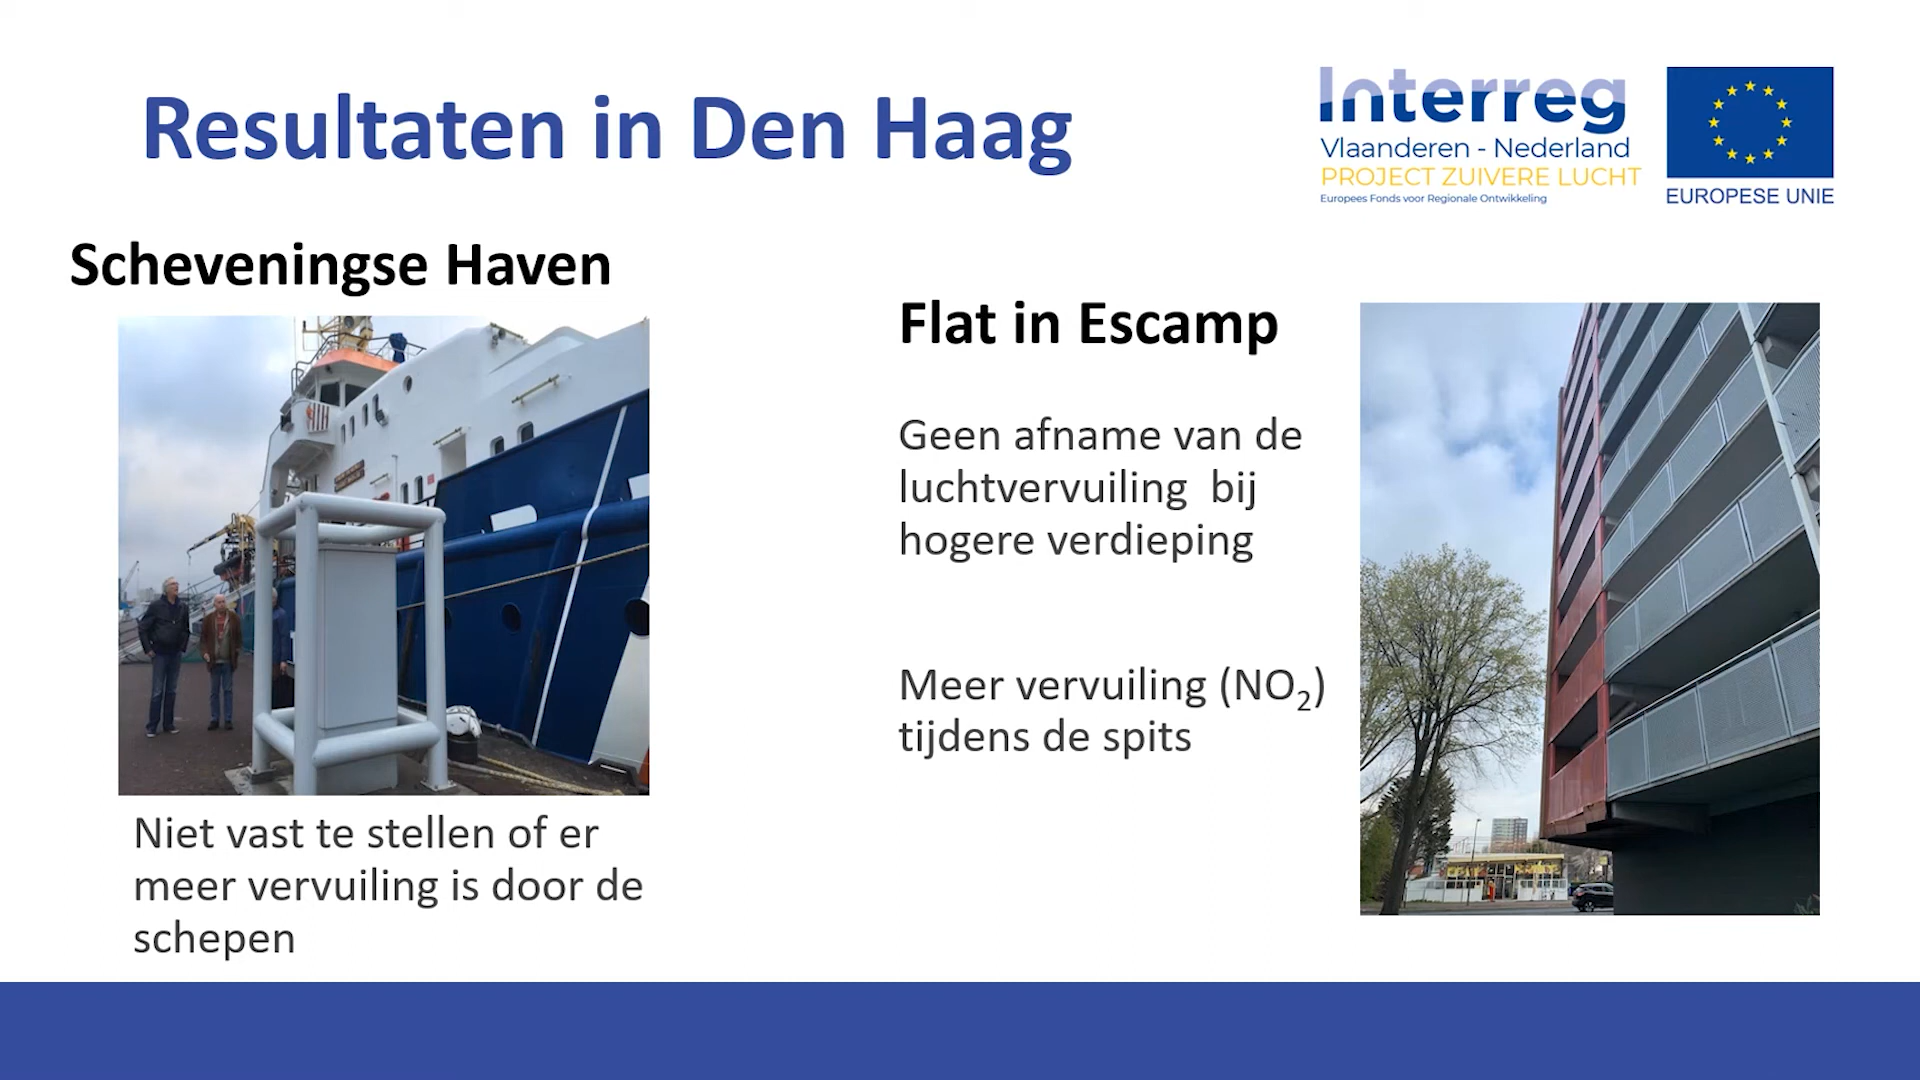 Resultaten in Den Haag
Interreg
Vlaanderen - Nederland
PROJECT ZUIVERE LUCHT
Europees Fonds voor Regionale Ontwikkeling
EUROPESE UNIE
Scheveningse Haven
Niet vast te stellen of er
meer vervuiling is door de
schepen
Flat in Escamp
Geen afname van de
luchtvervuiling bij
hogere verdieping
Meer vervuiling (NO₂)
tijdens de spits